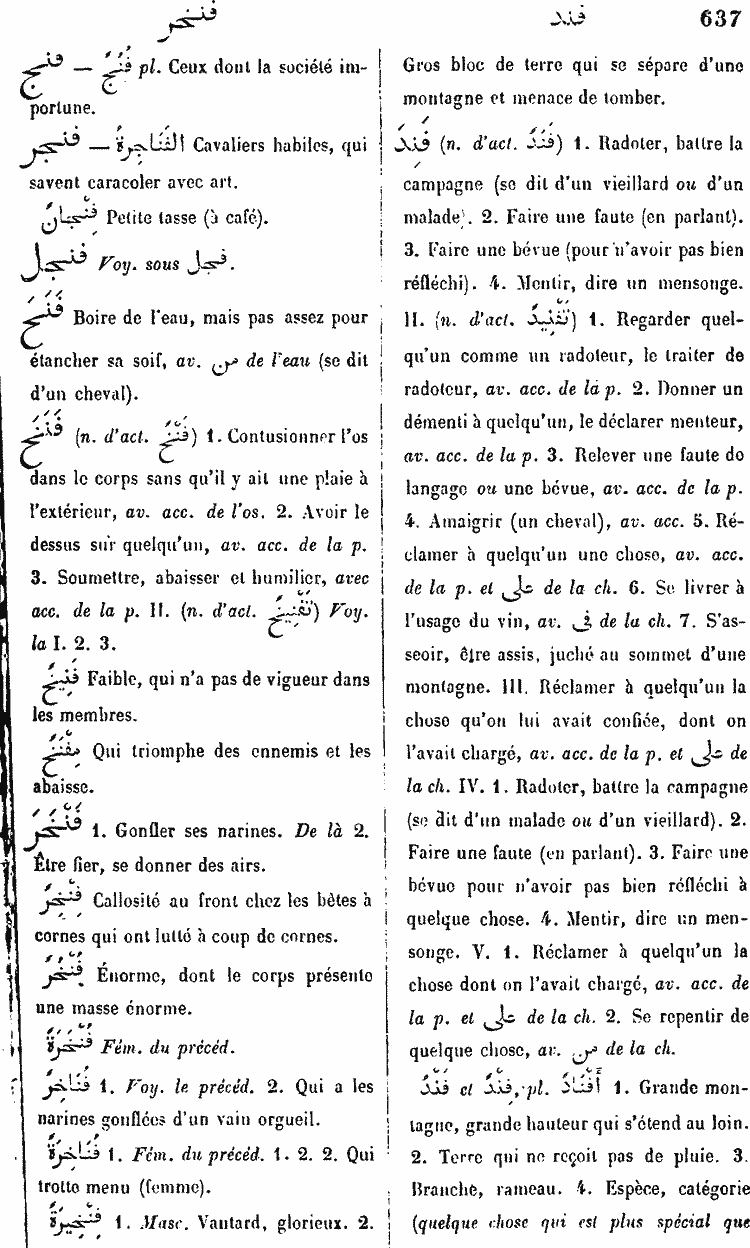 فنخر
فند
637
فنج — فُنُجٌ pl. Ceux dont la société im-
portune.
فنجر — الفَنَاجِرَةُ Cavaliers habiles, qui
savent caracoler avec art.
فِنْجَانٌ Petite tasse (à café).
فنجل Voy. sous فجل.
فَنَحَ Boire de l'eau, mais pas assez pour
étancher sa soif, av. من de l'eau (se dit
d'un cheval).
فَنَخَ (n. d'act. فَنْخٌ) 1. Contusionner l'os
dans le corps sans qu'il y ait une plaie à
l'extérieur, av. acc. de l'os. 2. Avoir le
dessus sur quelqu'un, av. acc. de la p.
3. Soumettre, abaisser et humilier, avec
acc. de la p. II. (n. d'act. تَفْنِيخٌ) Voy.
la I. 2. 3.
فَنِيخٌ Faible, qui n'a pas de vigueur dans
les membres.
مِفْنَخٌ Qui triomphe des ennemis et les
abaisse.
فَنْخَرَ 1. Gonfler ses narines. De là 2.
Être fier, se donner des airs.
فِنْخِرٌ Callosité au front chez les bêtes à
cornes qui ont lutté à coup de cornes.
فُنَخِرٌ Énorme, dont le corps présente
une masse énorme.
فُنَخِرَةٌ Fém. du précéd.
فُنَاخِرٌ 1. Voy. le précéd. 2. Qui a les
narines gonflées d'un vain orgueil.
فُنَاخِرَةٌ 1. Fém. du précéd. 1. 2. 2. Qui
trotte menu (femme).
فِنْخِيرَةٌ 1. Masc. Vantard, glorieux. 2.
Gros bloc de terre qui se sépare d'une
montagne et menace de tomber.
فَنِدَ (n. d'act. فَنَدٌ) 1. Radoter, battre la
campagne (se dit d'un vieillard ou d'un
malade). 2. Faire une faute (en parlant).
3. Faire une bévue (pour n'avoir pas bien
réfléchi). 4. Mentir, dire un mensonge.
II. (n. d'act. تَفْنِيدٌ) 1. Regarder quel-
qu'un comme un radoteur, le traiter de
radoteur, av. acc. de la p. 2. Donner un
démenti à quelqu'un, le déclarer menteur,
av. acc. de la p. 3. Relever une faute de
langage ou une bévue, av. acc. de la p.
4. Amaigrir (un cheval), av. acc. 5. Ré-
clamer à quelqu'un une chose, av. acc.
de la p. et على de la ch. 6. Se livrer à
l'usage du vin, av. فى de la ch. 7. S'as-
seoir, être assis, juché au sommet d'une
montagne. III. Réclamer à quelqu'un la
chose qu'on lui avait confiée, dont on
l'avait chargé, av. acc. de la p. et على de
la ch. IV. 1. Radoter, battre la campagne
(se dit d'un malade ou d'un vieillard). 2.
Faire une faute (en parlant). 3. Faire une
bévue pour n'avoir pas bien réfléchi à
quelque chose. 4. Mentir, dire un men-
songe. V. 1. Réclamer à quelqu'un la
chose dont on l'avait chargé, av. acc. de
la p. et على de la ch. 2. Se repentir de
quelque chose, av. من de la ch.
فَنْدٌ et فِنْدٌ, pl. أَفْنَادٌ 1. Grande mon-
tagne, grande hauteur qui s'étend au loin.
2. Terre qui ne reçoit pas de pluie. 3.
Branche, rameau. 4. Espèce, catégorie
(quelque chose qui est plus spécial que